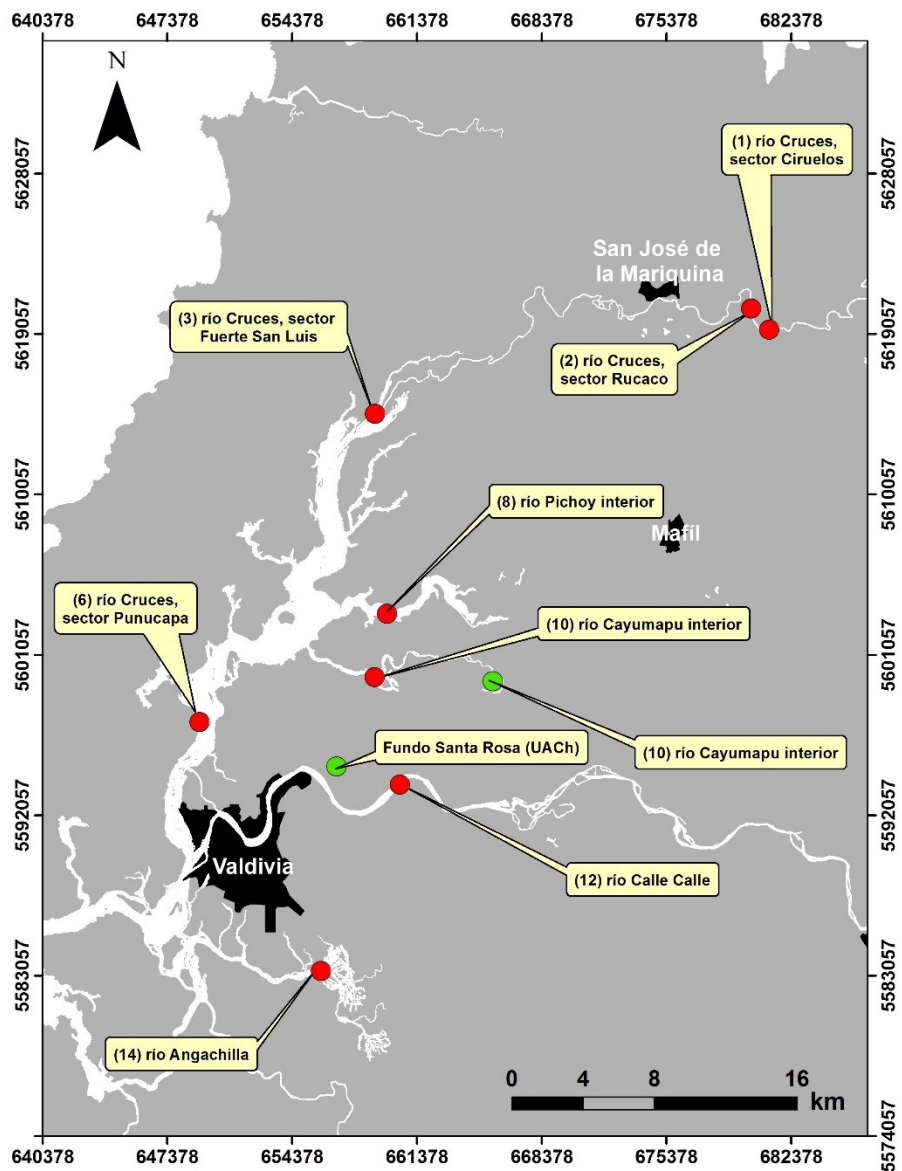 640378 647378 654378 661378 668378 675378 682378
N
(1) río Cruces,
sector Ciruelos
5628057 5628057
San José de
la Mariquina
(3) río Cruces, sector
Fuerte San Luis
5619057 5619057
(2) río Cruces,
sector Rucaco
5610057 5610057
(8) río Pichoy interior
Mafil
(6) río Cruces,
sector Punucapa
(10) río Cayumapu interior
5601057 5601057
Fundo Santa Rosa (UACh)
(10) río Cayumapu interior
5592057 5592057
Valdivia
(12) río Calle Calle
5583057 5583057
(14) río Angachilla
0 4 8 16
km
5574057
640378 647378 654378 661378 668378 675378 682378